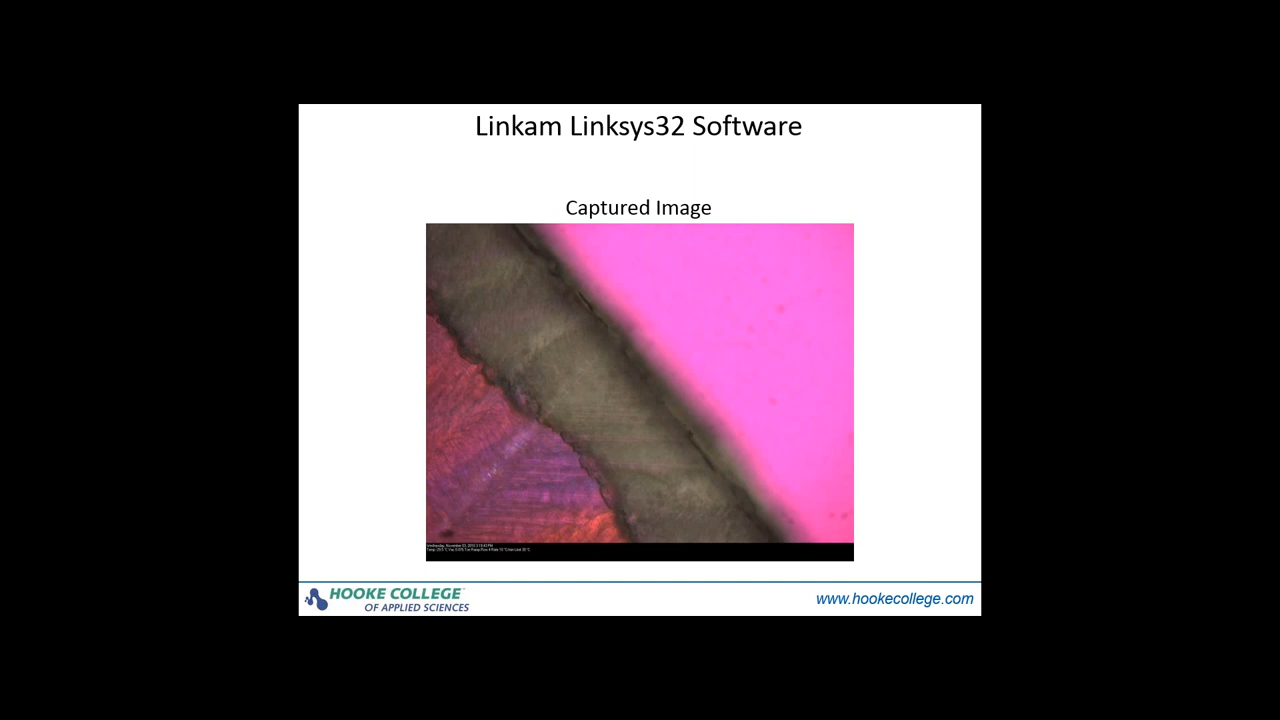 Linkam Linksys32 Software
Captured Image
HOOKE COLLEGE
OF APPLIED SCIENCES
www.hookecollege.com